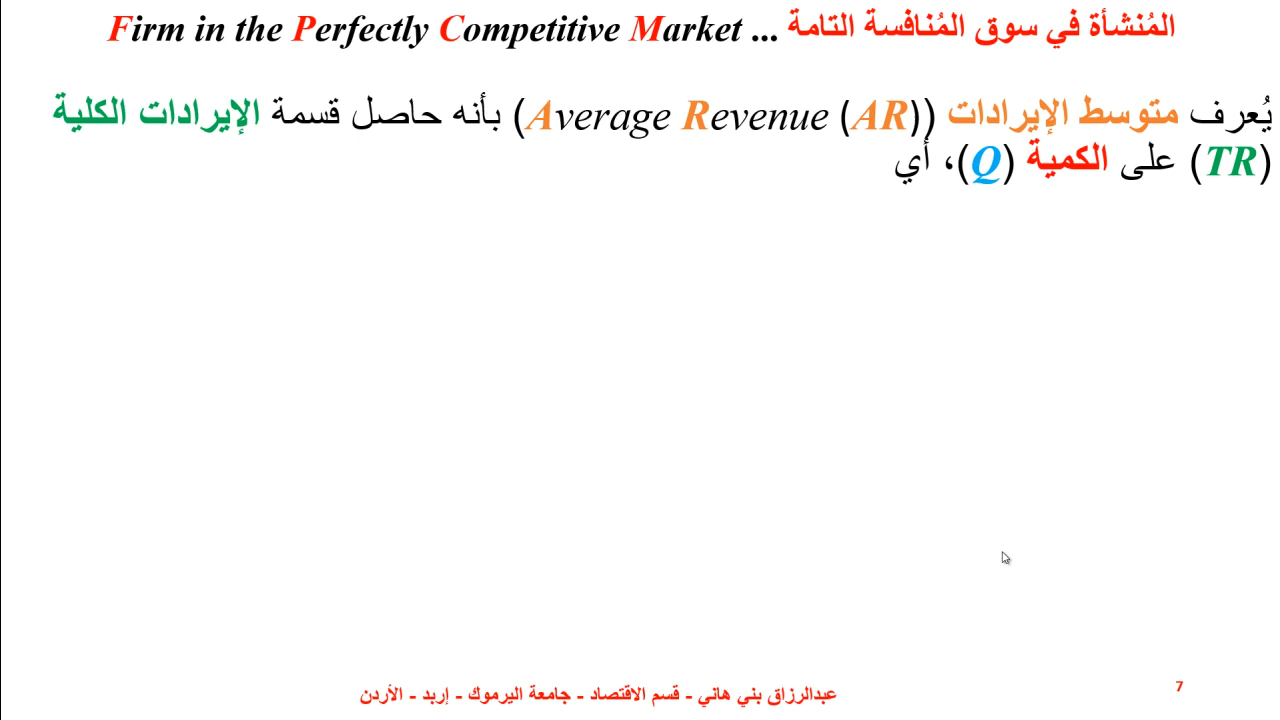 المُنشأة في سوق المُنافسة التامة ... Firm in the Perfectly Competitive Market
يُعرف متوسط الإيرادات (Average Revenue (AR)) بأنه حاصل قسمة الإيرادات الكلية
(TR) على الكمية (Q)، أي
عبدالرزاق بني هاني - قسم الاقتصاد - جامعة اليرموك - إربد - الأردن
7